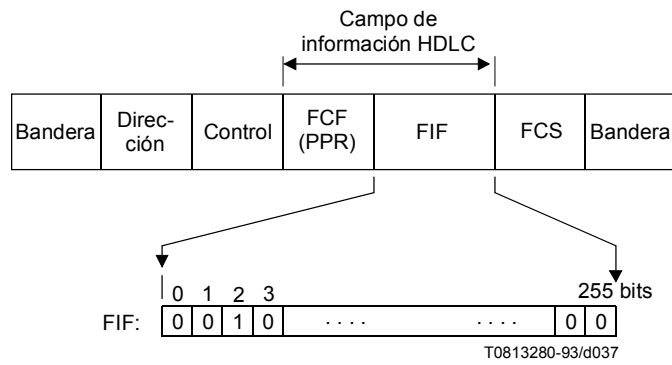 Campo de
información HDLC
Bandera Direc-
ción Control FCF
(PPR) FIF FCS Bandera
0 1 2 3 255 bits
FIF: 0 0 1 0 . . . . . . . . 0 0
T0813280-93/d037